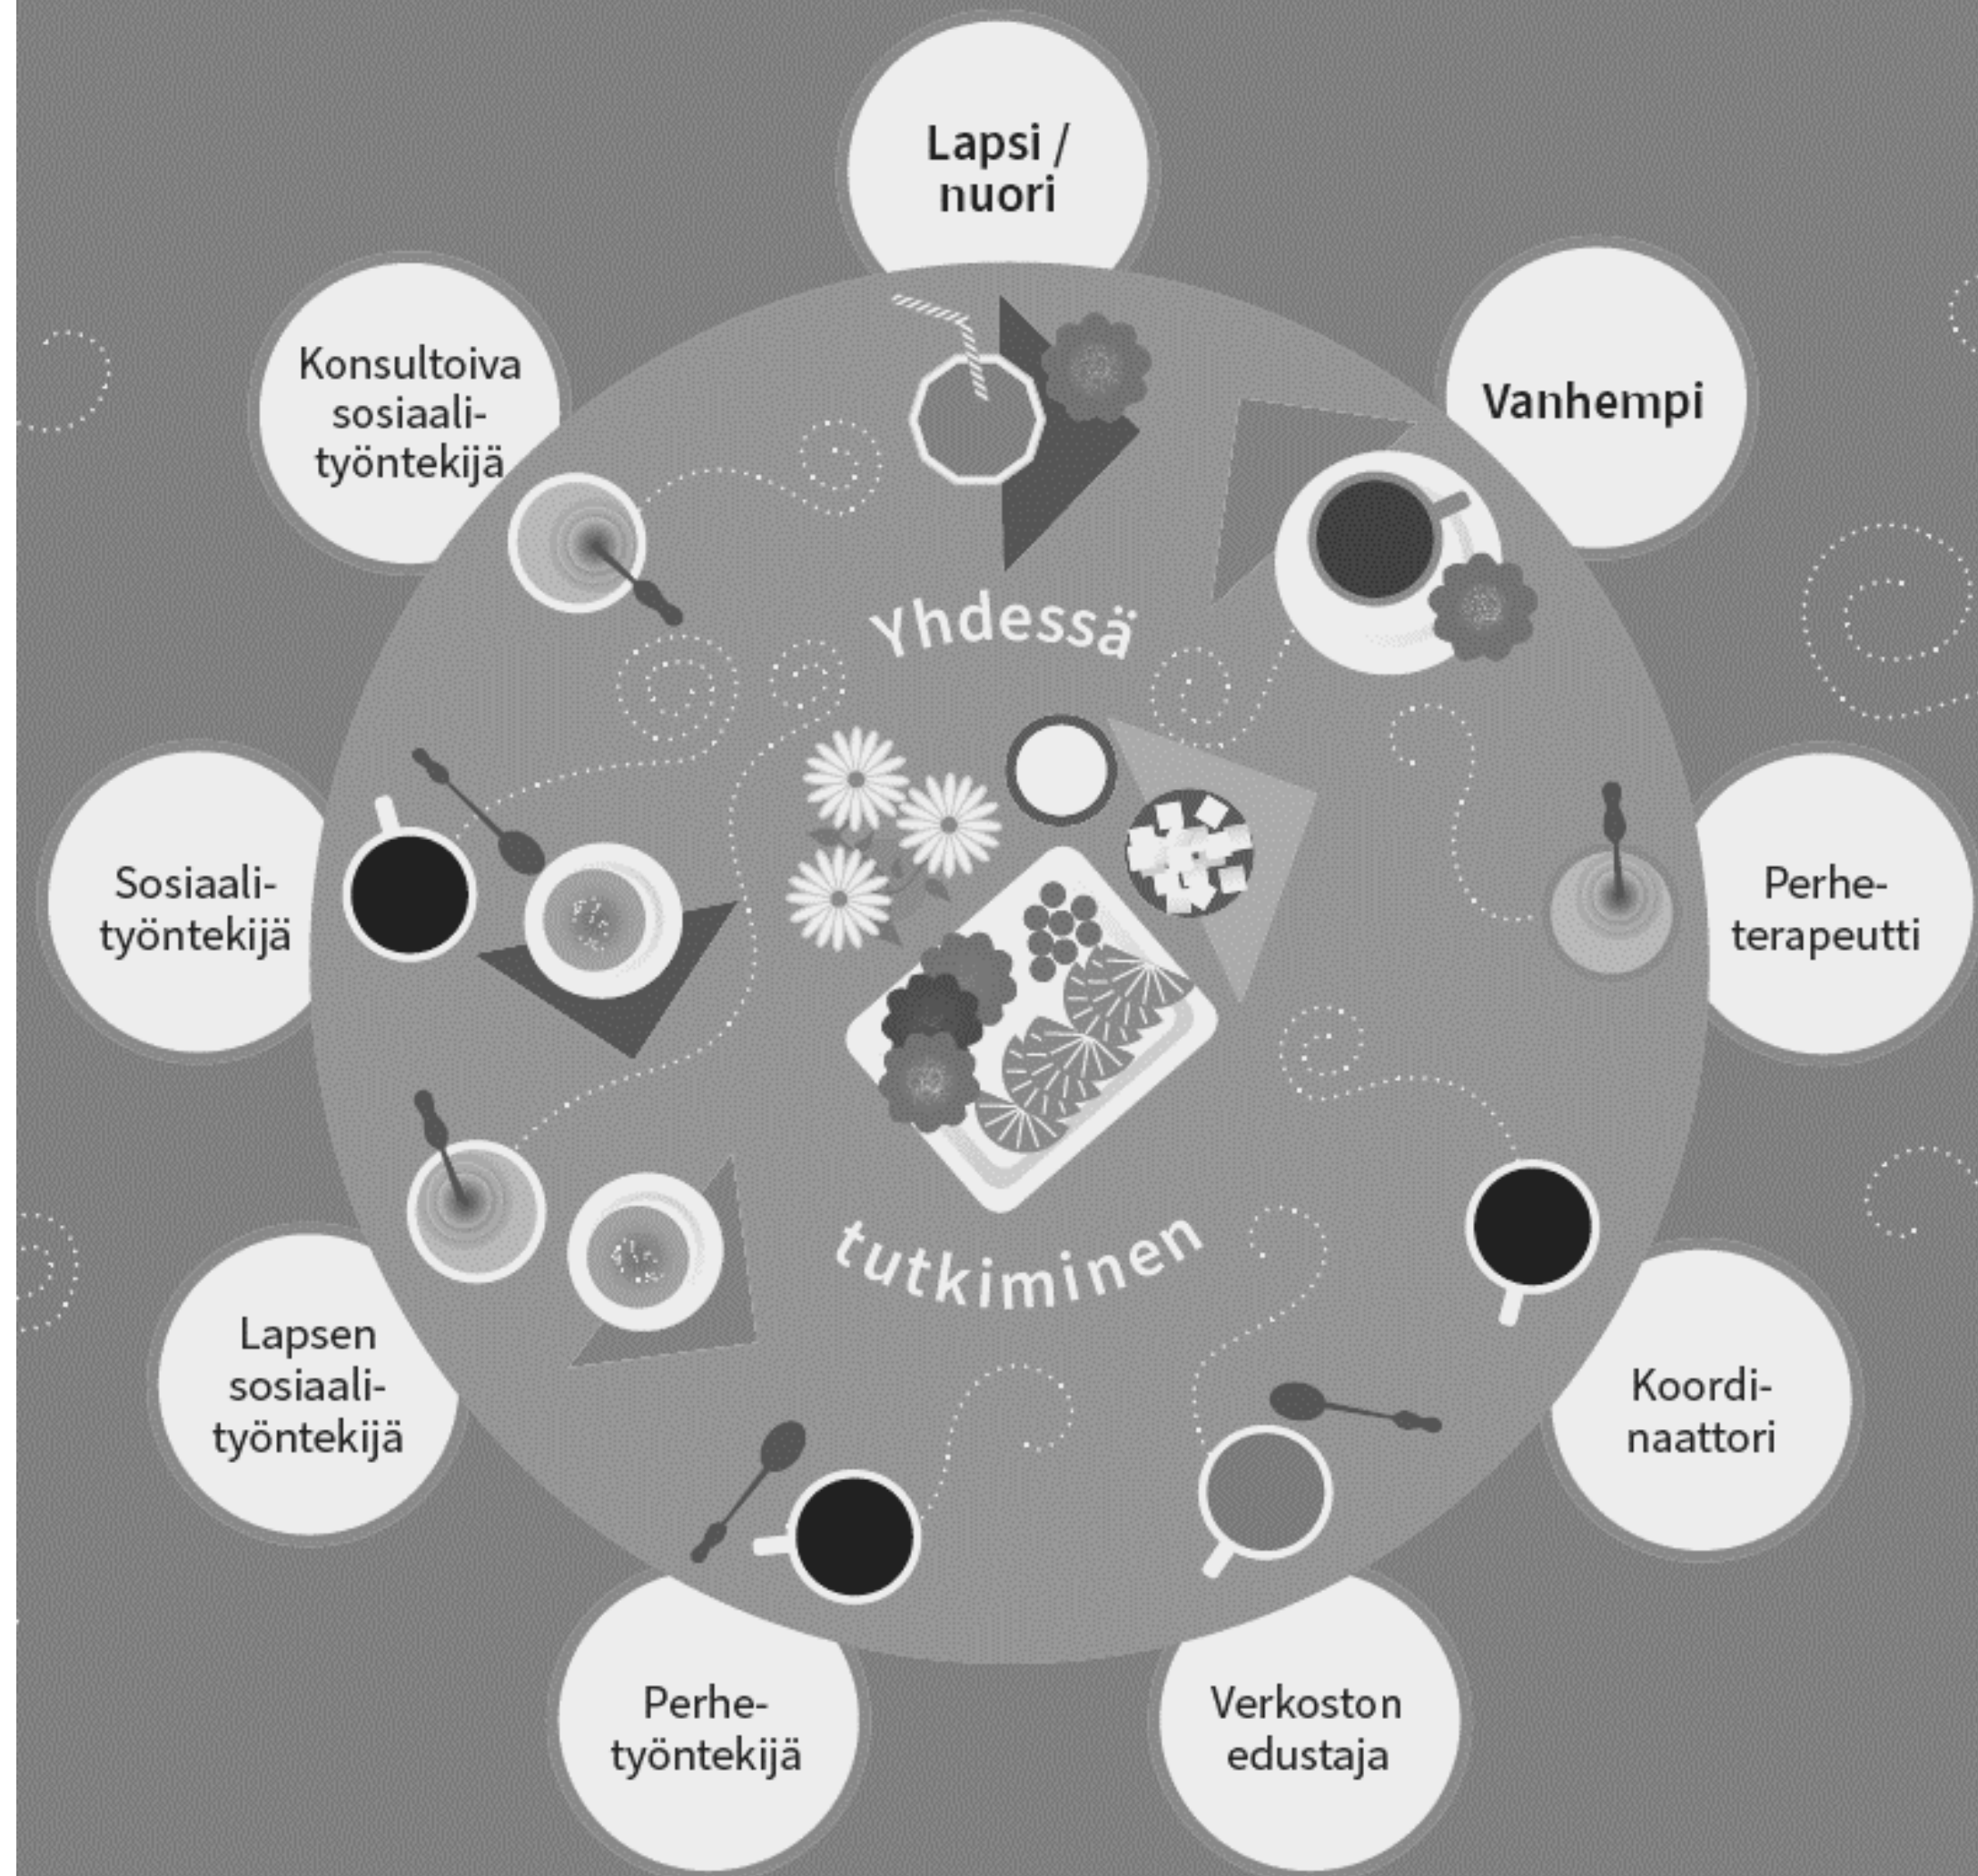 Lapsi /
nuori
Konsultoiva
sosiaali-
työntekijä
Vanhempi
Yhdessä
Sosiaali-
työntekijä
Perhe-
terapeutti
tutkiminen
Lapsen
sosiaali-
työntekijä
Koordi-
naattori
Perhe-
työntekijä
Verkoston
edustaja